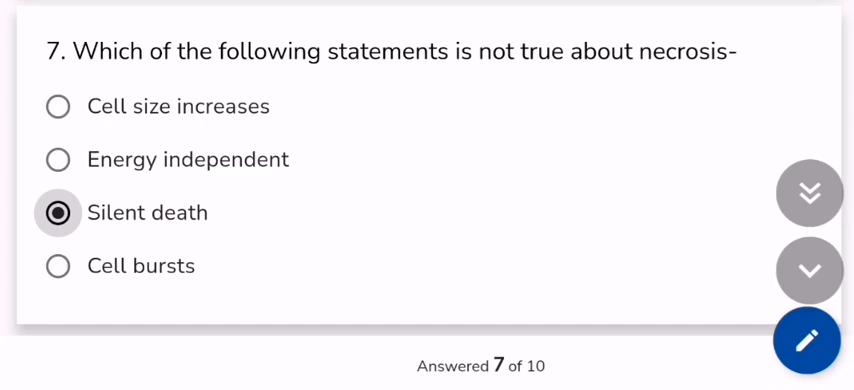 7. Which of the following statements is not true about necrosis-
Cell size increases
Energy independent
Silent death
Cell bursts
Answered 7 of 10